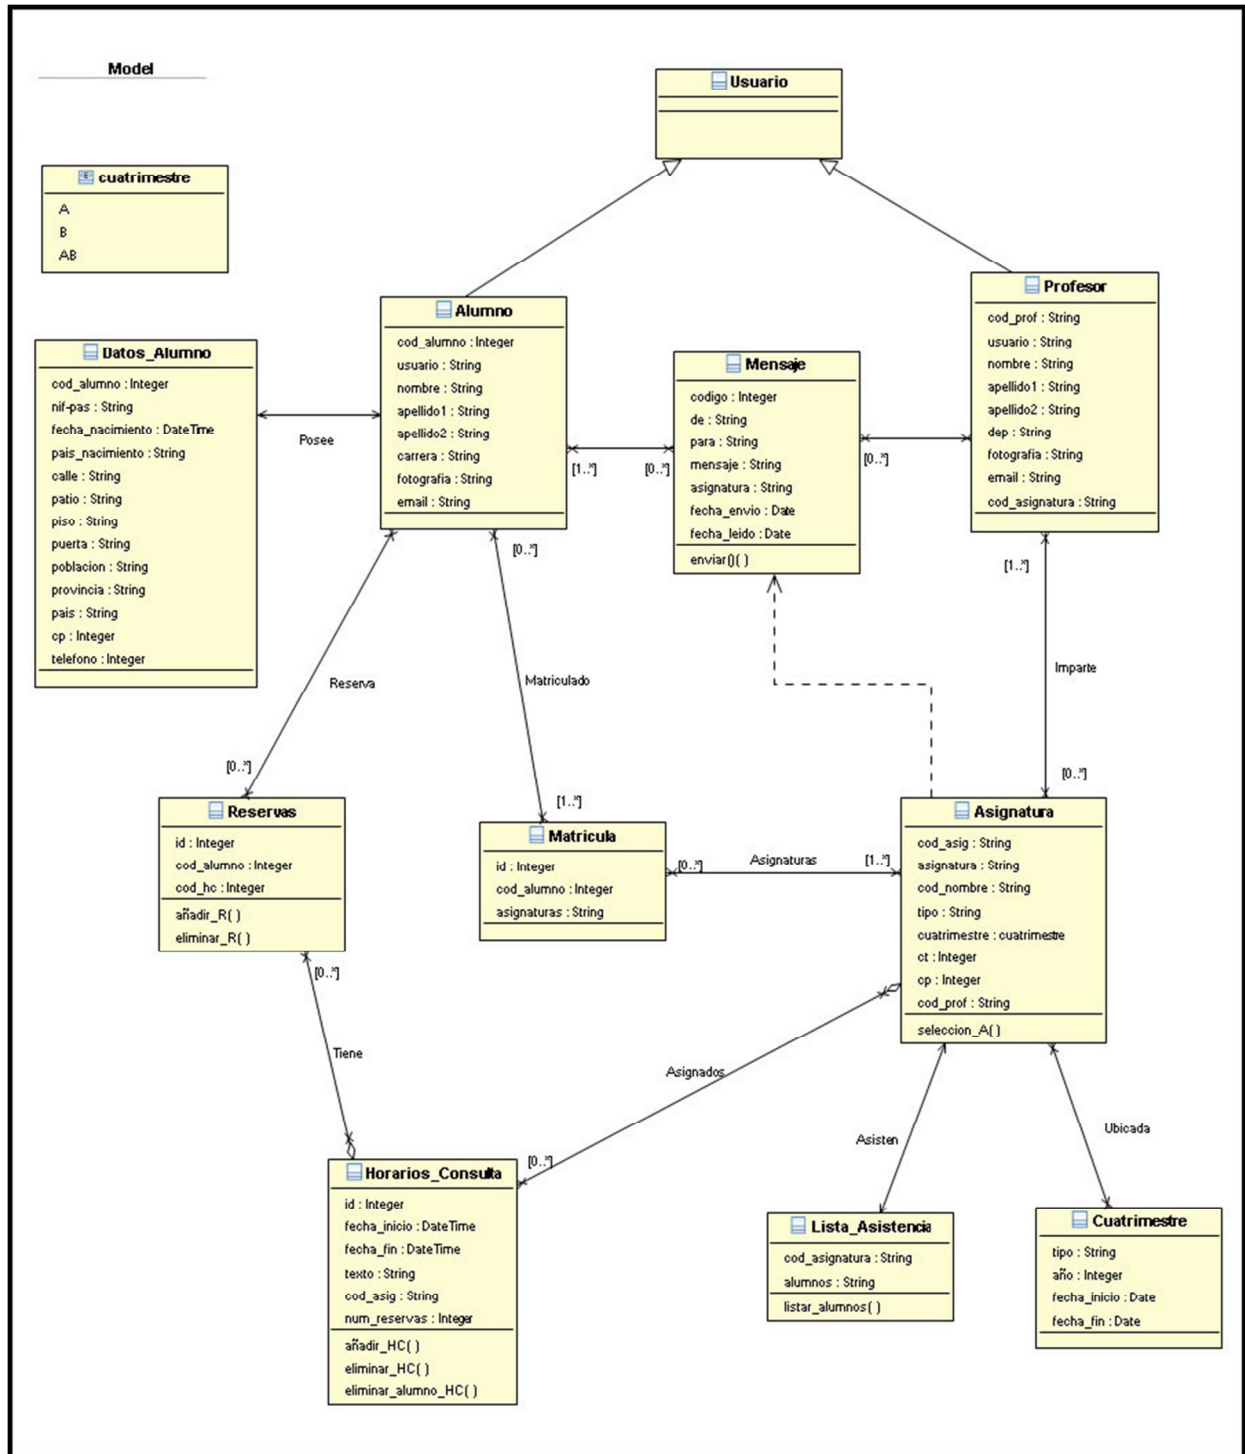 Model
Usuario
cuatrimestre
A
B
AB
Alumno
cod_alumno : Integer
usuario : String
nombre : String
apellido1 : String
apellido2 : String
carrera : String
fotografia : String
email : String
Profesor
cod_prof : String
usuario : String
nombre : String
apellido1 : String
apellido2 : String
dep : String
fotografia : String
email : String
cod_asignatura : String
Datos_Alumno
cod_alumno : Integer
nif-pas : String
fecha_nacimiento : DateTime
pais_nacimiento : String
calle : String
patio : String
piso : String
puerta : String
poblacion : String
provincia : String
pais : String
cp : Integer
telefono : Integer
Posee
Mensaje
codigo : Integer
de : String
para : String
mensaje : String
asignatura : String
fecha_envio : Date
fecha_leido : Date
enviar()( )
[1..*]
[0..*]
[0..*]
[0..*]
[1..*]
Reserva
Matriculado
Imparte
[0..*]
[1..*]
[0..*]
Reservas
id : Integer
cod_alumno : Integer
cod_hc : Integer
añadir_R( )
eliminar_R( )
Matricula
id : Integer
cod_alumno : Integer
asignaturas : String
[0..*]
Asignaturas
[1..*]
Asignatura
cod_asig : String
asignatura : String
cod_nombre : String
tipo : String
cuatrimestre : cuatrimestre
ct : Integer
cp : Integer
cod_prof : String
seleccion_A( )
[0..*]
Tiene
Asignados
Asisten
Ubicada
[0..*]
Horarios_Consulta
id : Integer
fecha_inicio : DateTime
fecha_fin : DateTime
texto : String
cod_asig : String
num_reservas : Integer
añadir_HC( )
eliminar_HC( )
eliminar_alumno_HC( )
Lista_Asistencia
cod_asignatura : String
alumnos : String
listar_alumnos( )
Cuatrimestre
tipo : String
año : Integer
fecha_inicio : Date
fecha_fin : Date